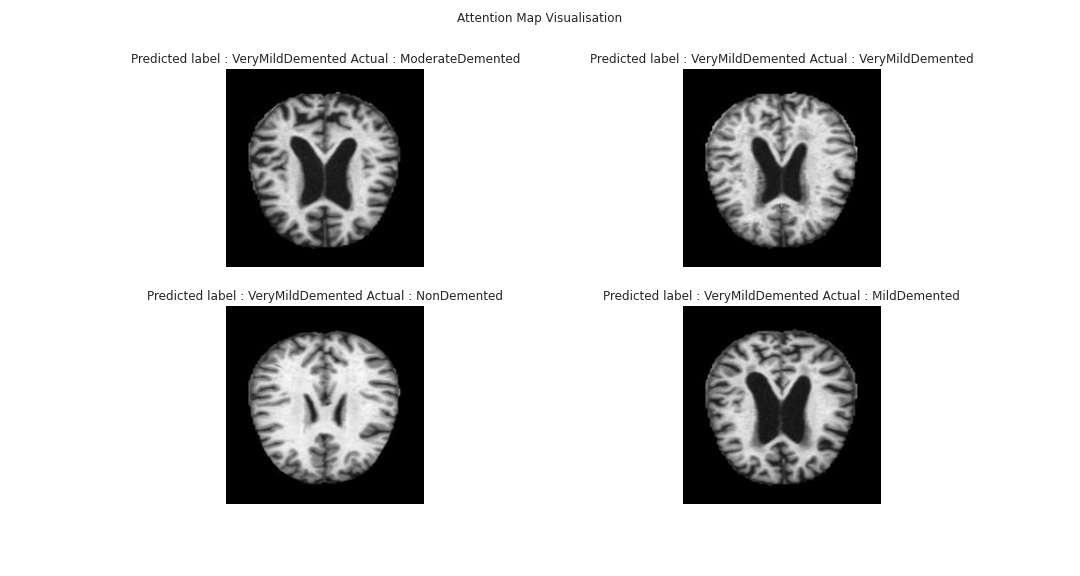 Attention Map Visualisation
Predicted label : VeryMildDemented Actual : ModerateDemented
Predicted label : VeryMildDemented Actual : VeryMildDemented
Predicted label : VeryMildDemented Actual : NonDemented
Predicted label : VeryMildDemented Actual : MildDemented